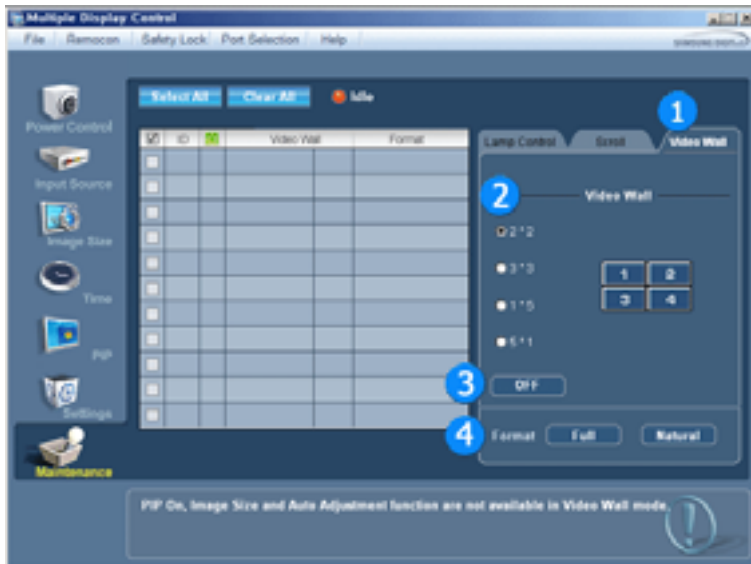 Multiple Display Control
File Remocon Safety Lock Port Selection Help
Select All Clear All Idle
1
Power Control
ID Video Wall Format
Lamp Control Scroll Video Wall
Input Source
2 Video Wall
2 * 2
Image Size
3 * 3
1 2
Time
3 4
1 * 5
PIP
5 * 1
3 OFF
Settings
4 Format Full Natural
Maintenance
PIP On, Image Size and Auto Adjustment function are not available in Video Wall mode.